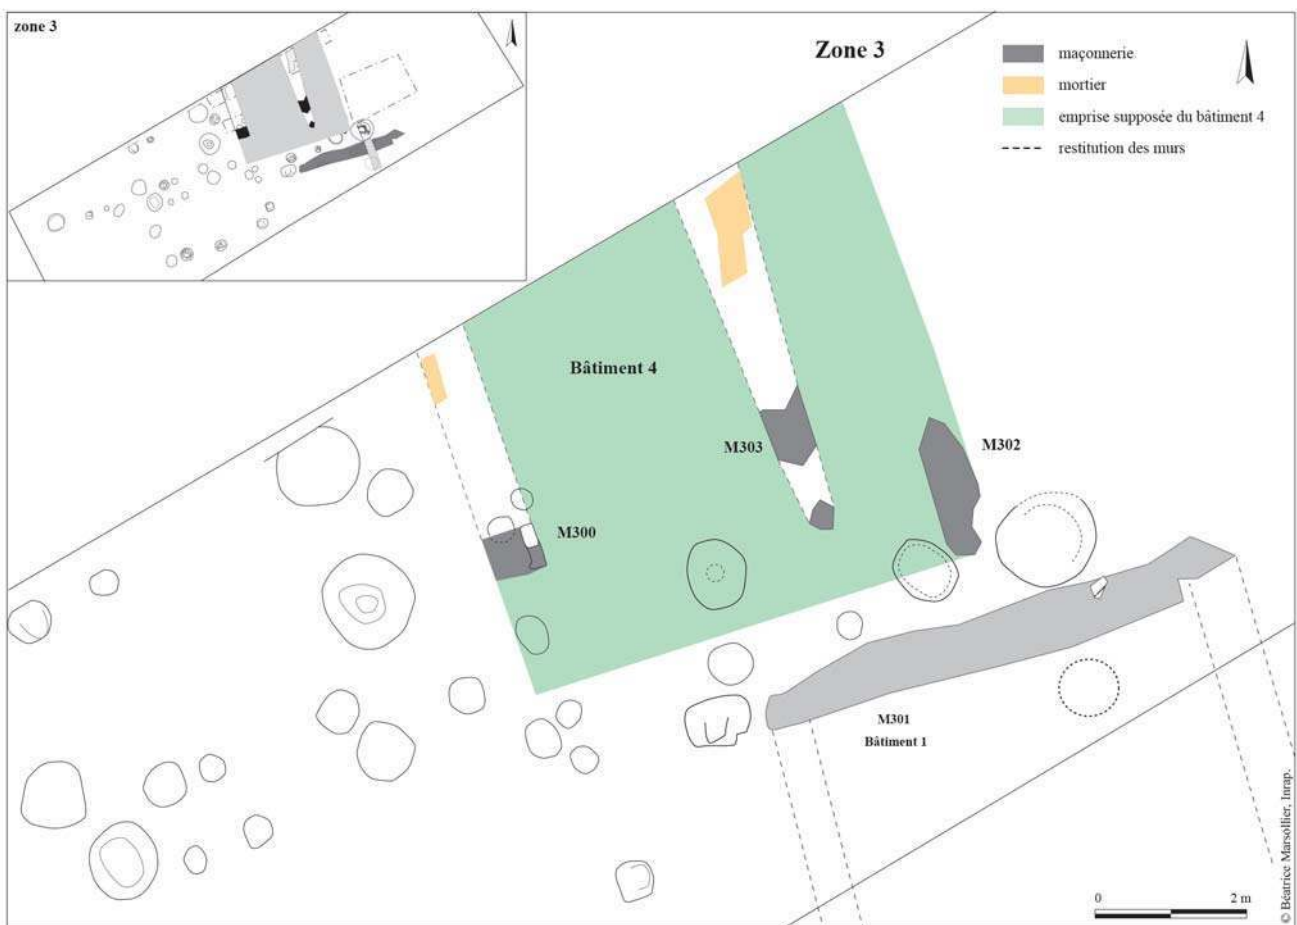 zone 3
Zone 3
maçonnerie
mortier
emprise supposée du bâtiment 4
restitution des murs
Bâtiment 4
M303
M302
M300
M301
Bâtiment 1
0 2 m
© Béatrice Marsollier, Inrap.